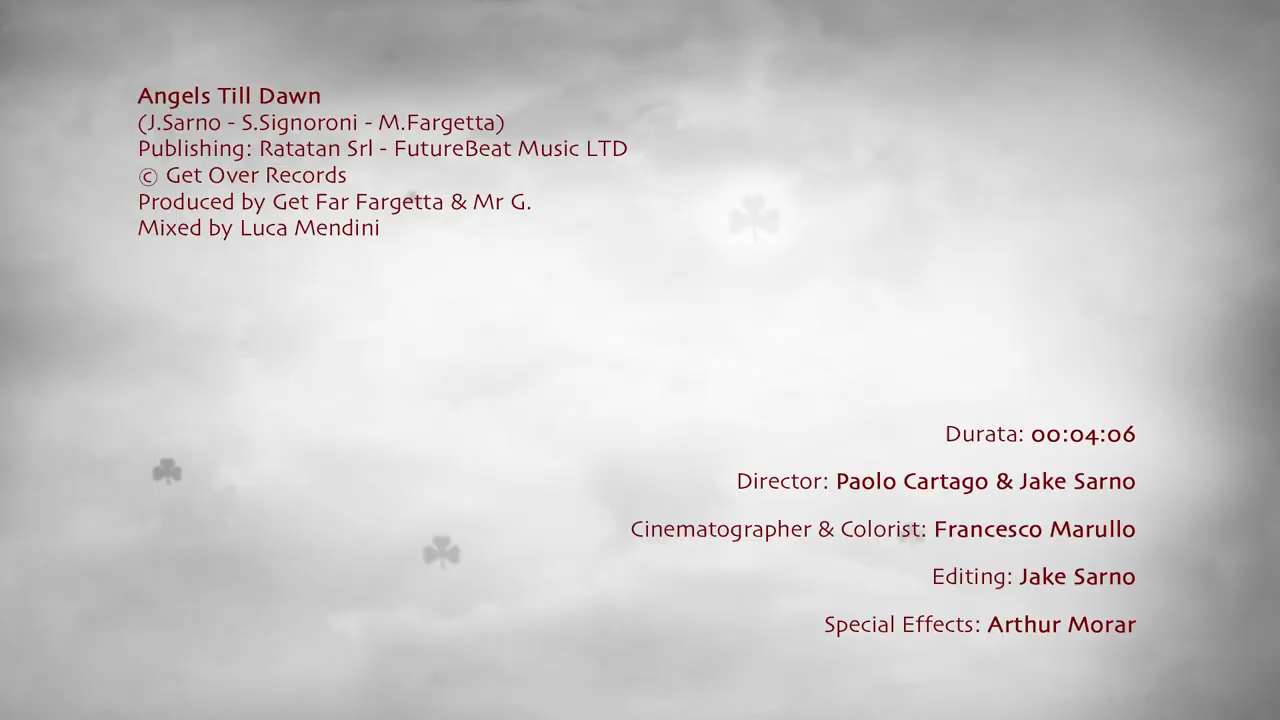 Angels Till Dawn
(J.Sarno - S.Signoroni - M.Fargetta)
Publishing: Ratatan Srl - FutureBeat Music LTD
© Get Over Records
Produced by Get Far Fargetta & Mr G.
Mixed by Luca Mendini
Durata: 00:04:06
Director: Paolo Cartago & Jake Sarno
Cinematographer & Colorist: Francesco Marullo
Editing: Jake Sarno
Special Effects: Arthur Morar